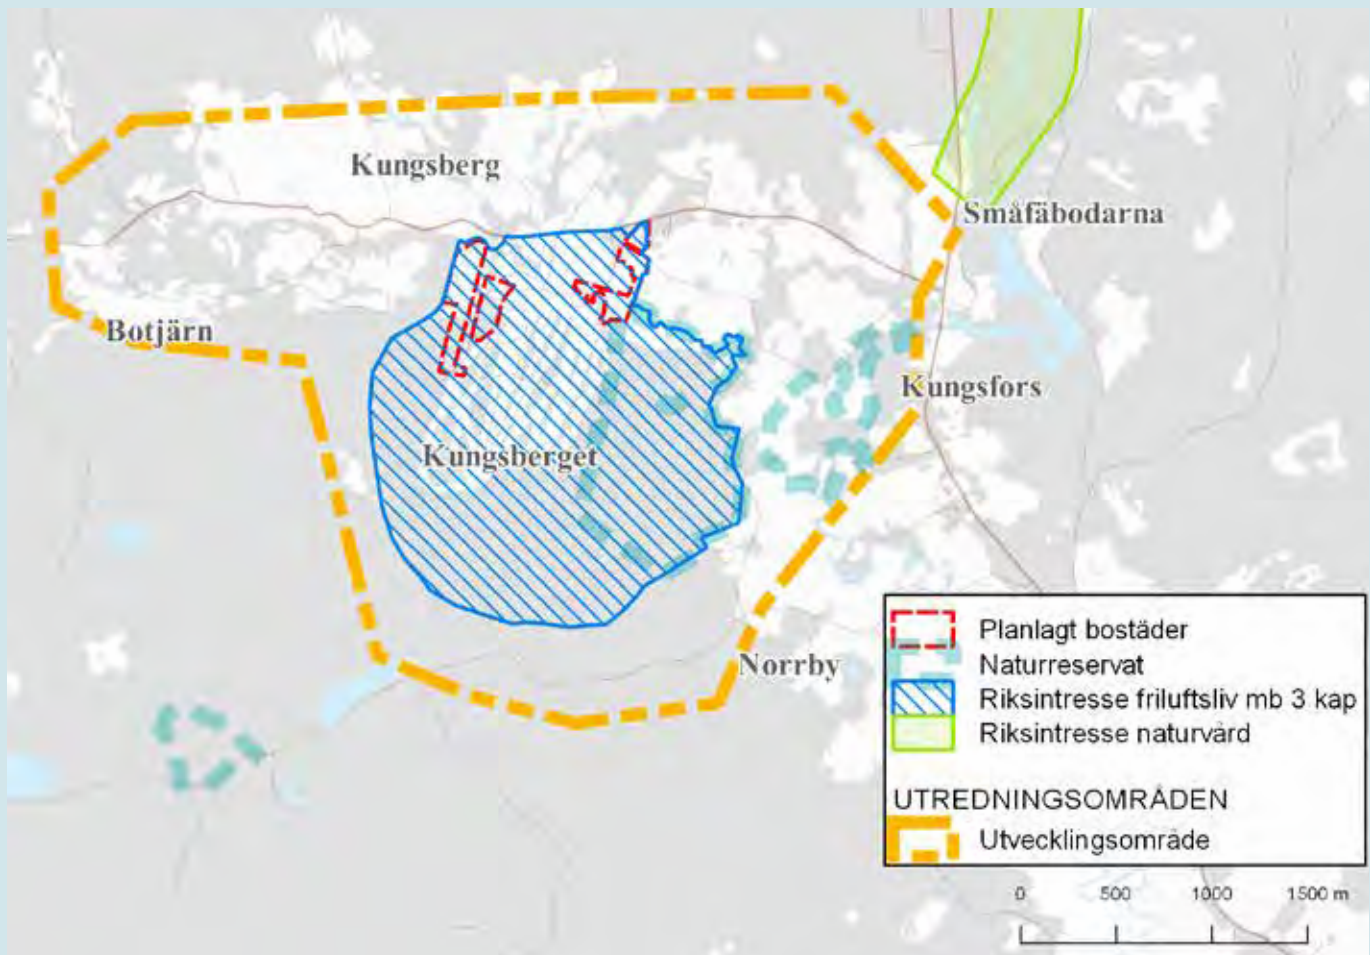 Kungsberg
Småfäbodarna
Botjärn
Kungsfors
Kungsberget
Norrby
Planlagt bostäder
Naturreservat
Riksintresse friluftsliv mb 3 kap
Riksintresse naturvård
UTREDNINGSOMRÅDEN
Utvecklingsområde
0 500 1000 1500 m